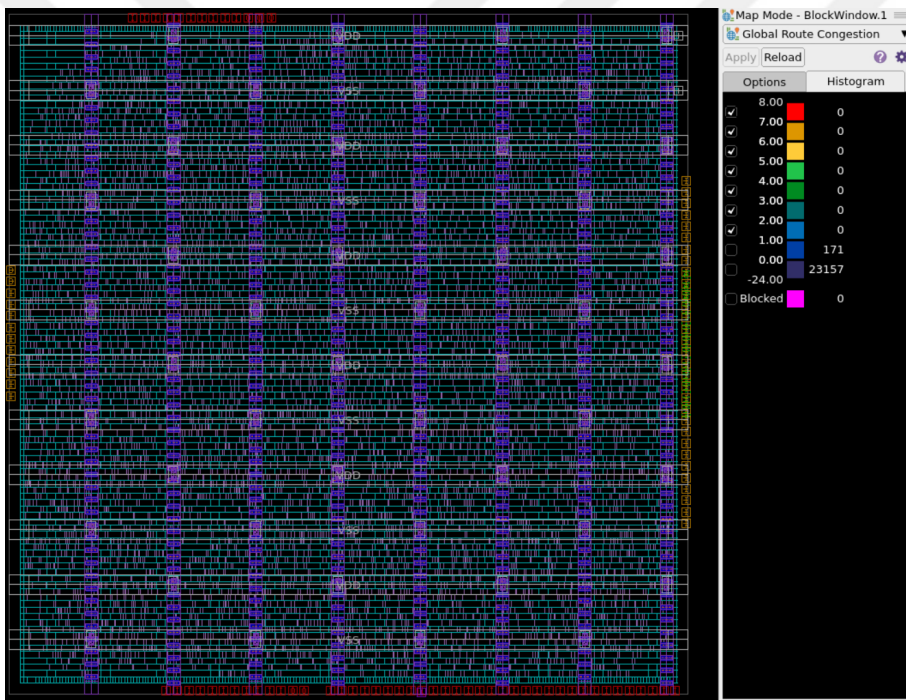 Map Mode - BlockWindow.1
Global Route Congestion
Apply Reload
Options Histogram
8.00
0
7.00
0
6.00
0
5.00
0
4.00
0
3.00
0
2.00
0
1.00
171
0.00
23157
-24.00
Blocked 0
VDD
VSS
VDD
VSS
VDD
VSS
VDD
VSS
VDD
VSS
VDD
VSS